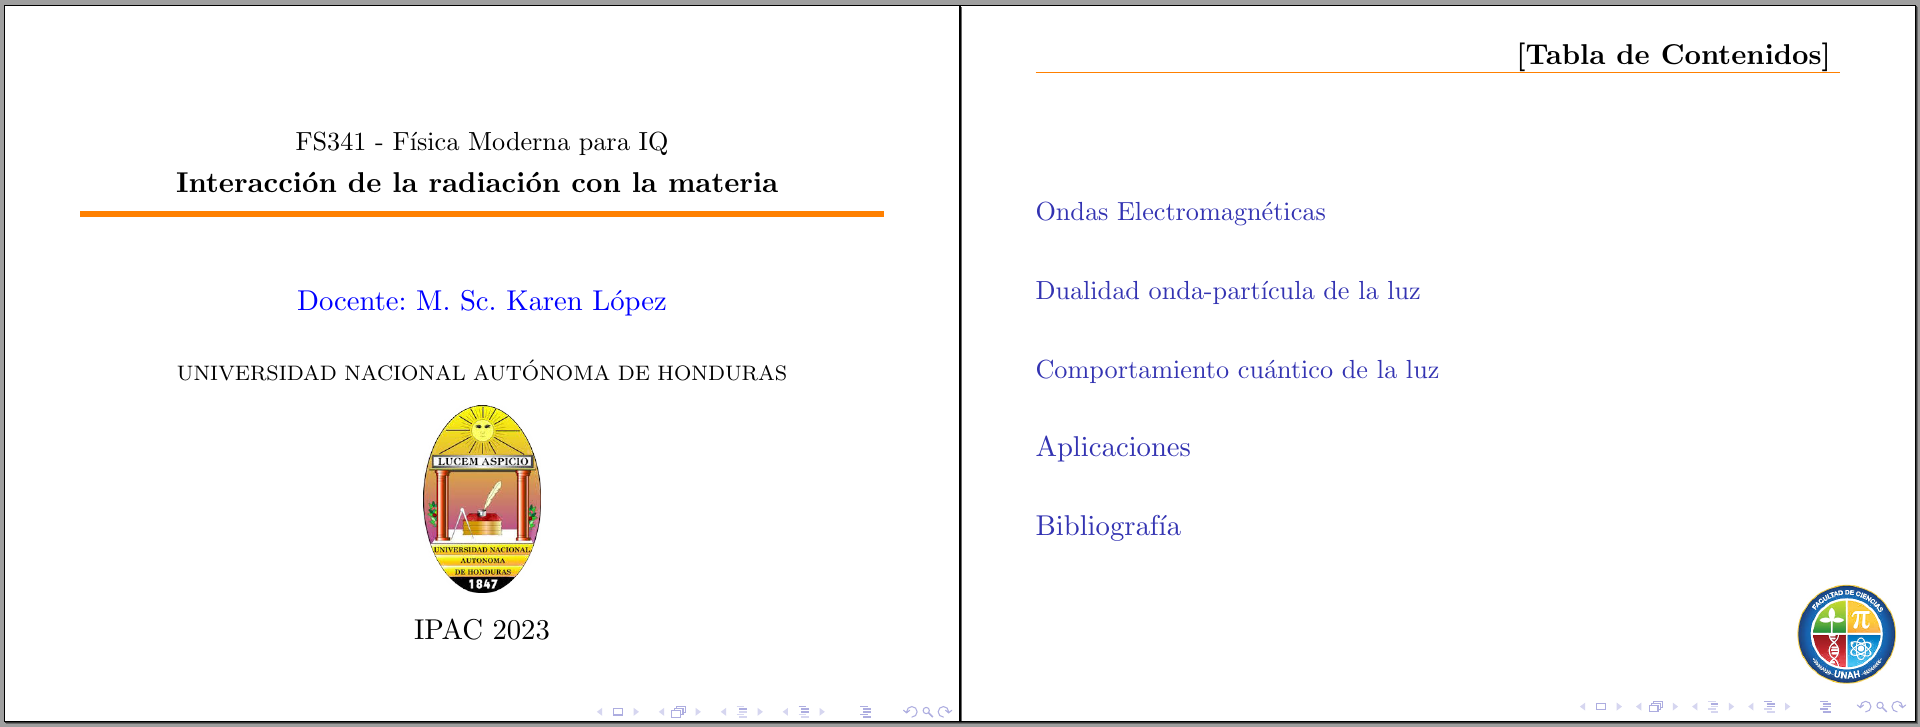 FS341 - Física Moderna para IQ
Interacción de la radiación con la materia
Docente: M. Sc. Karen López
UNIVERSIDAD NACIONAL AUTÓNOMA DE HONDURAS
LUCEM ASPICIO
UNIVERSIDAD NACIONAL
AUTONOMA
DE HONDURAS
1847
IPAC 2023
[Tabla de Contenidos]
Ondas Electromagnéticas
Dualidad onda-partícula de la luz
Comportamiento cuántico de la luz
Aplicaciones
Bibliografía
FACULTAD DE CIENCIAS
π
UNAH